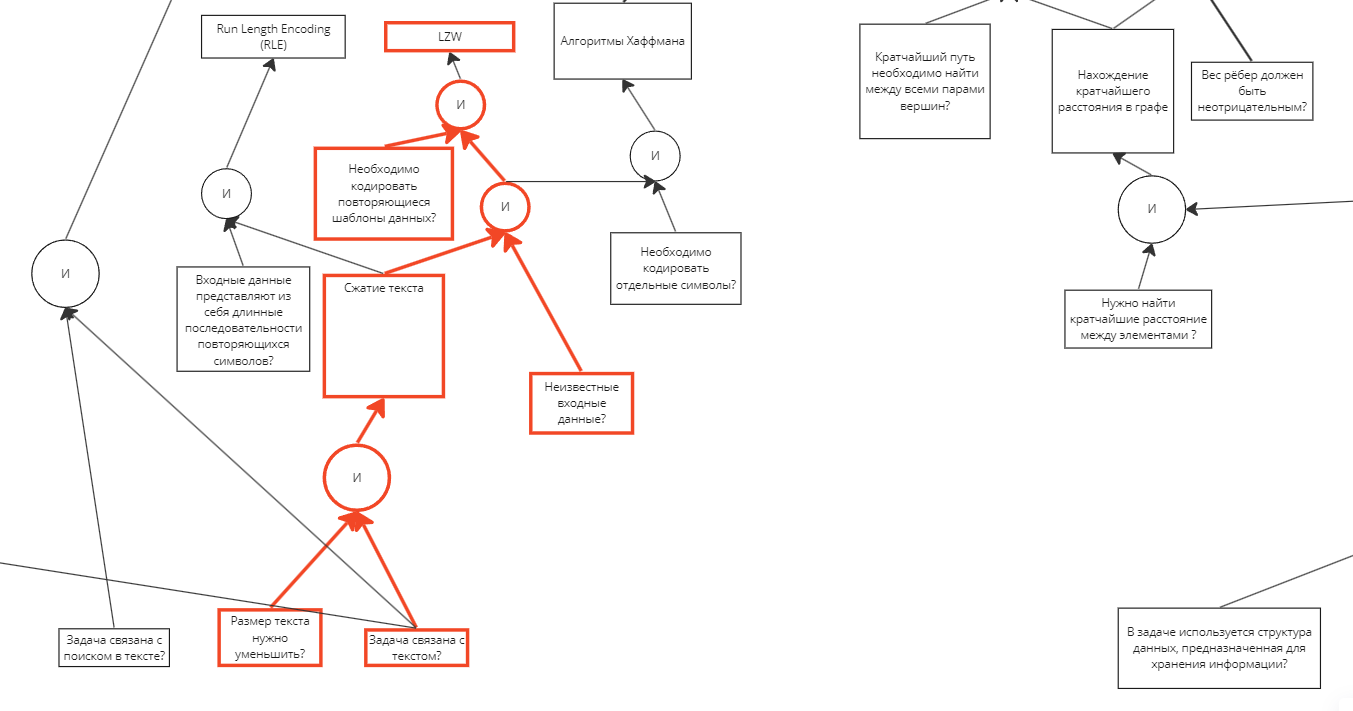 Run Length Encoding
(RLE)
LZW
Алгоритмы Хаффмана
Кратчайший путь
необходимо найти
между всеми парами
вершин?
Нахождение
кратчайшего
расстояния в графе
Вес рёбер должен
быть
неотрицательным?
И
И
И
Необходимо
кодировать
повторяющиеся
шаблоны данных?
И
И
И
Необходимо
кодировать
отдельные символы?
И
Входные данные
представляют из
себя длинные
последовательности
повторяющихся
символов?
Сжатие текста
Нужно найти
кратчайшие расстояние
между элементами ?
Неизвестные
входные
данные?
И
Задача связана с
поиском в тексте?
Размер текста
нужно
уменьшить?
Задача связана с
текстом?
В задаче используется структура
данных, предназначенная для
хранения информации?